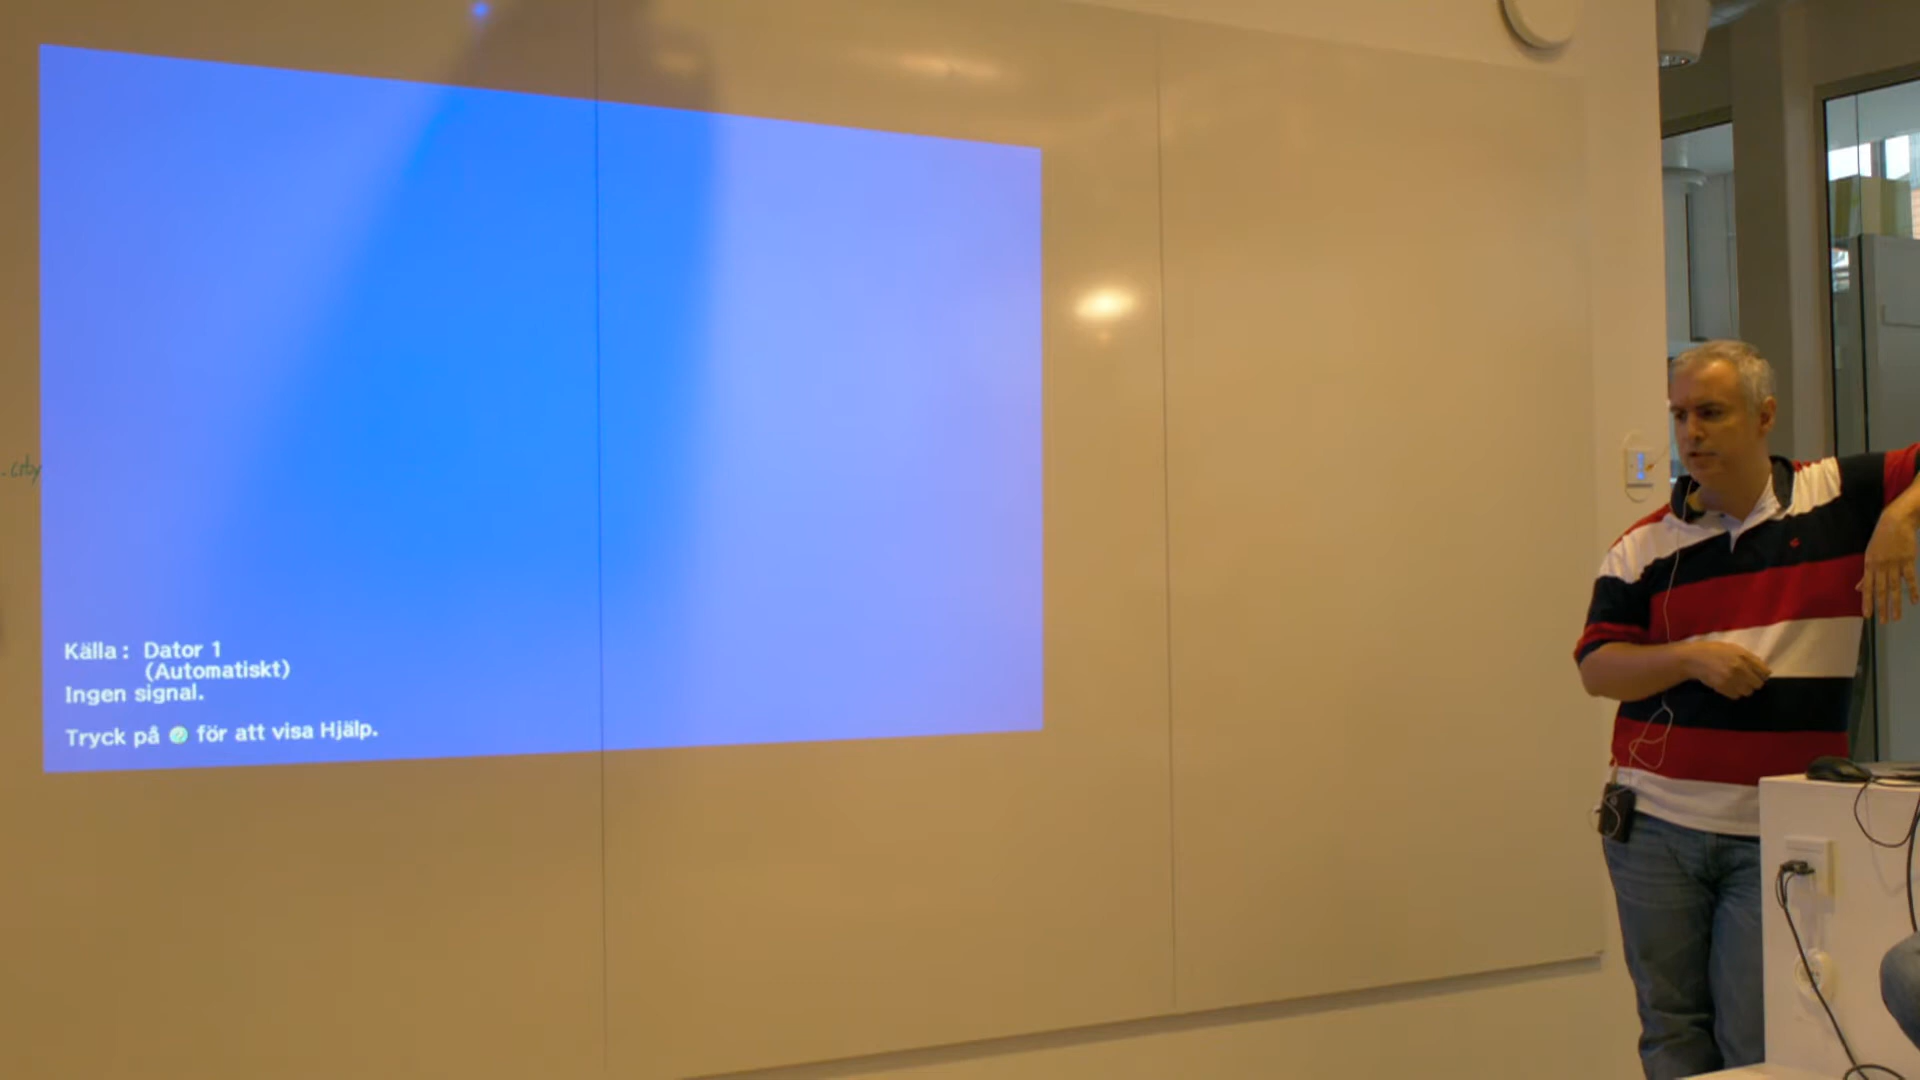 Källa: Dator 1
(Automatiskt)
Ingen signal.
Tryck på för att visa Hjälp.